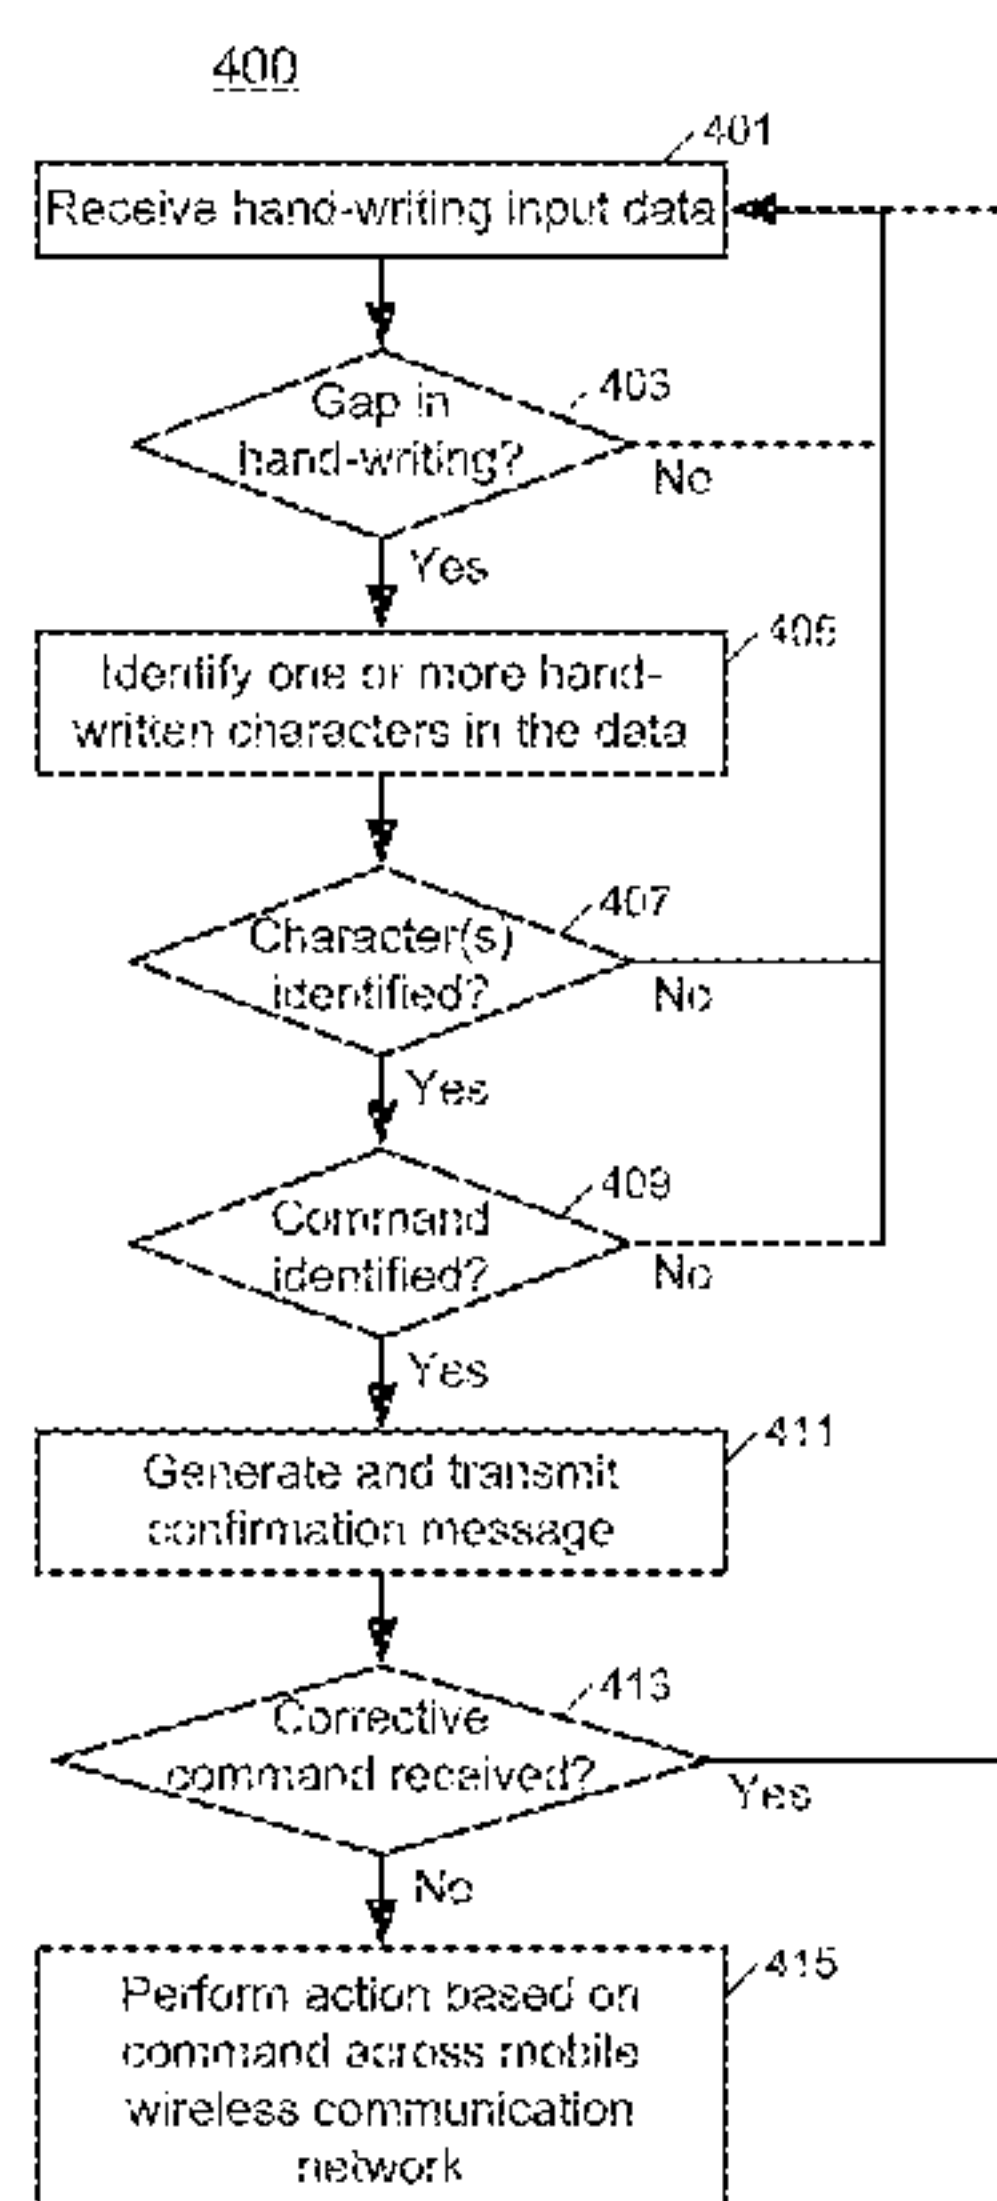 400
401
Receive hand-writing input data
403
Gap in
hand-writing?
No
Yes
405
Identify one or more hand-
written characters in the data
407
Character(s)
identified?
No
Yes
409
Command
identified?
No
Yes
411
Generate and transmit
confirmation message
413
Corrective
command received?
Yes
No
415
Perform action based on
command across mobile
wireless communication
network